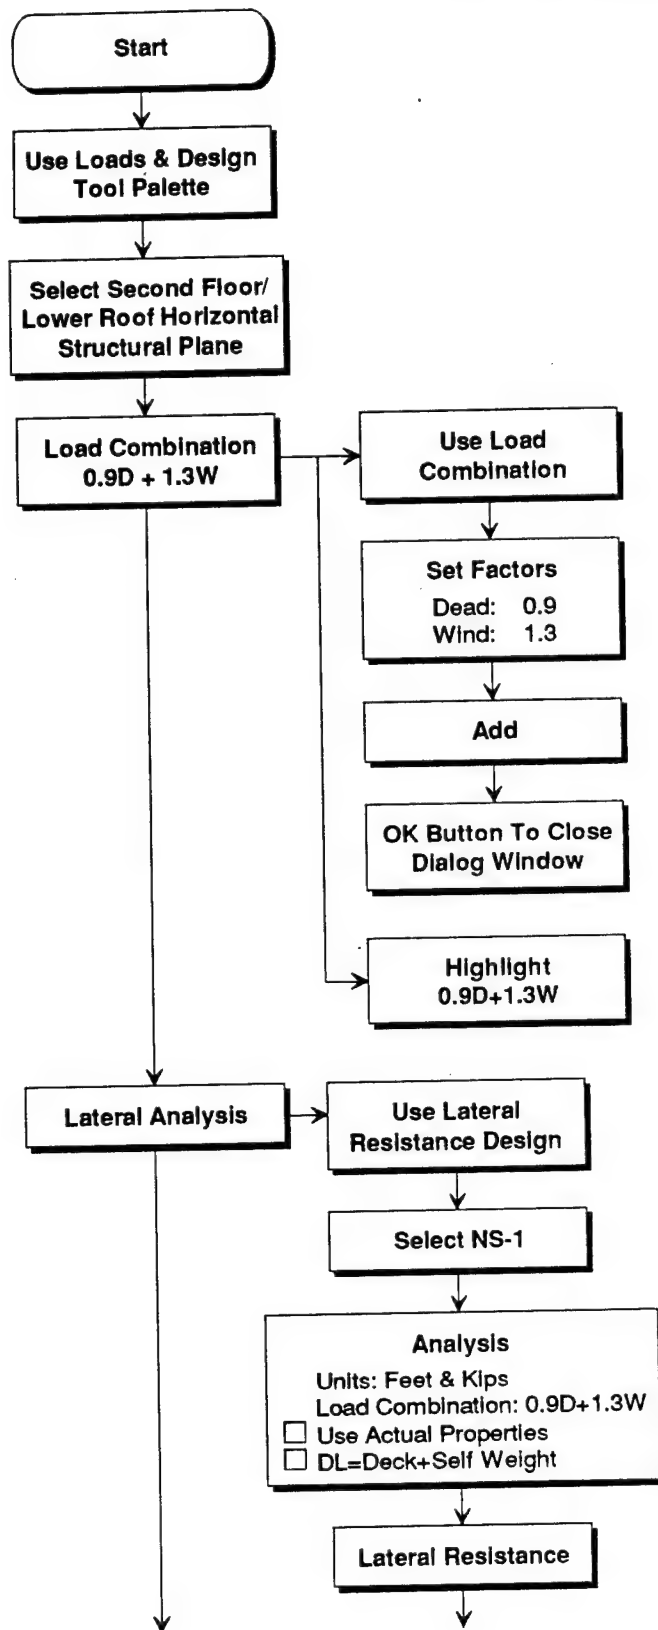 Start
Use Loads & Design
Tool Palette
Select Second Floor/
Lower Roof Horizontal
Structural Plane
Load Combination
0.9D + 1.3W
Use Load
Combination
Set Factors
Dead: 0.9
Wind: 1.3
Add
OK Button To Close
Dialog Window
Highlight
0.9D+1.3W
Lateral Analysis
Use Lateral
Resistance Design
Select NS-1
Analysis
Units: Feet & Kips
Load Combination: 0.9D+1.3W
Use Actual Properties
DL=Deck+Self Weight
Lateral Resistance